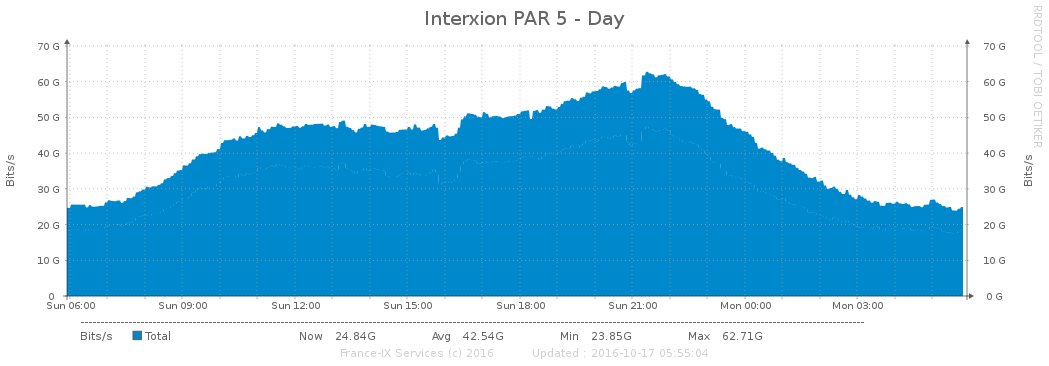 Interxion PAR 5 - Day
RRDTOOL / TOBI OETIKER
Bits/s
70 G
60 G
50 G
40 G
30 G
20 G
10 G
0
70 G
60 G
50 G
40 G
30 G
20 G
10 G
0 G
Bits/s
Sun 06:00 Sun 09:00 Sun 12:00 Sun 15:00 Sun 18:00 Sun 21:00 Mon 00:00 Mon 03:00
Bits/s Total Now 24.84G Avg 42.54G Min 23.85G Max 62.71G
France-IX Services (c) 2016 Updated : 2016-10-17 05:55:04